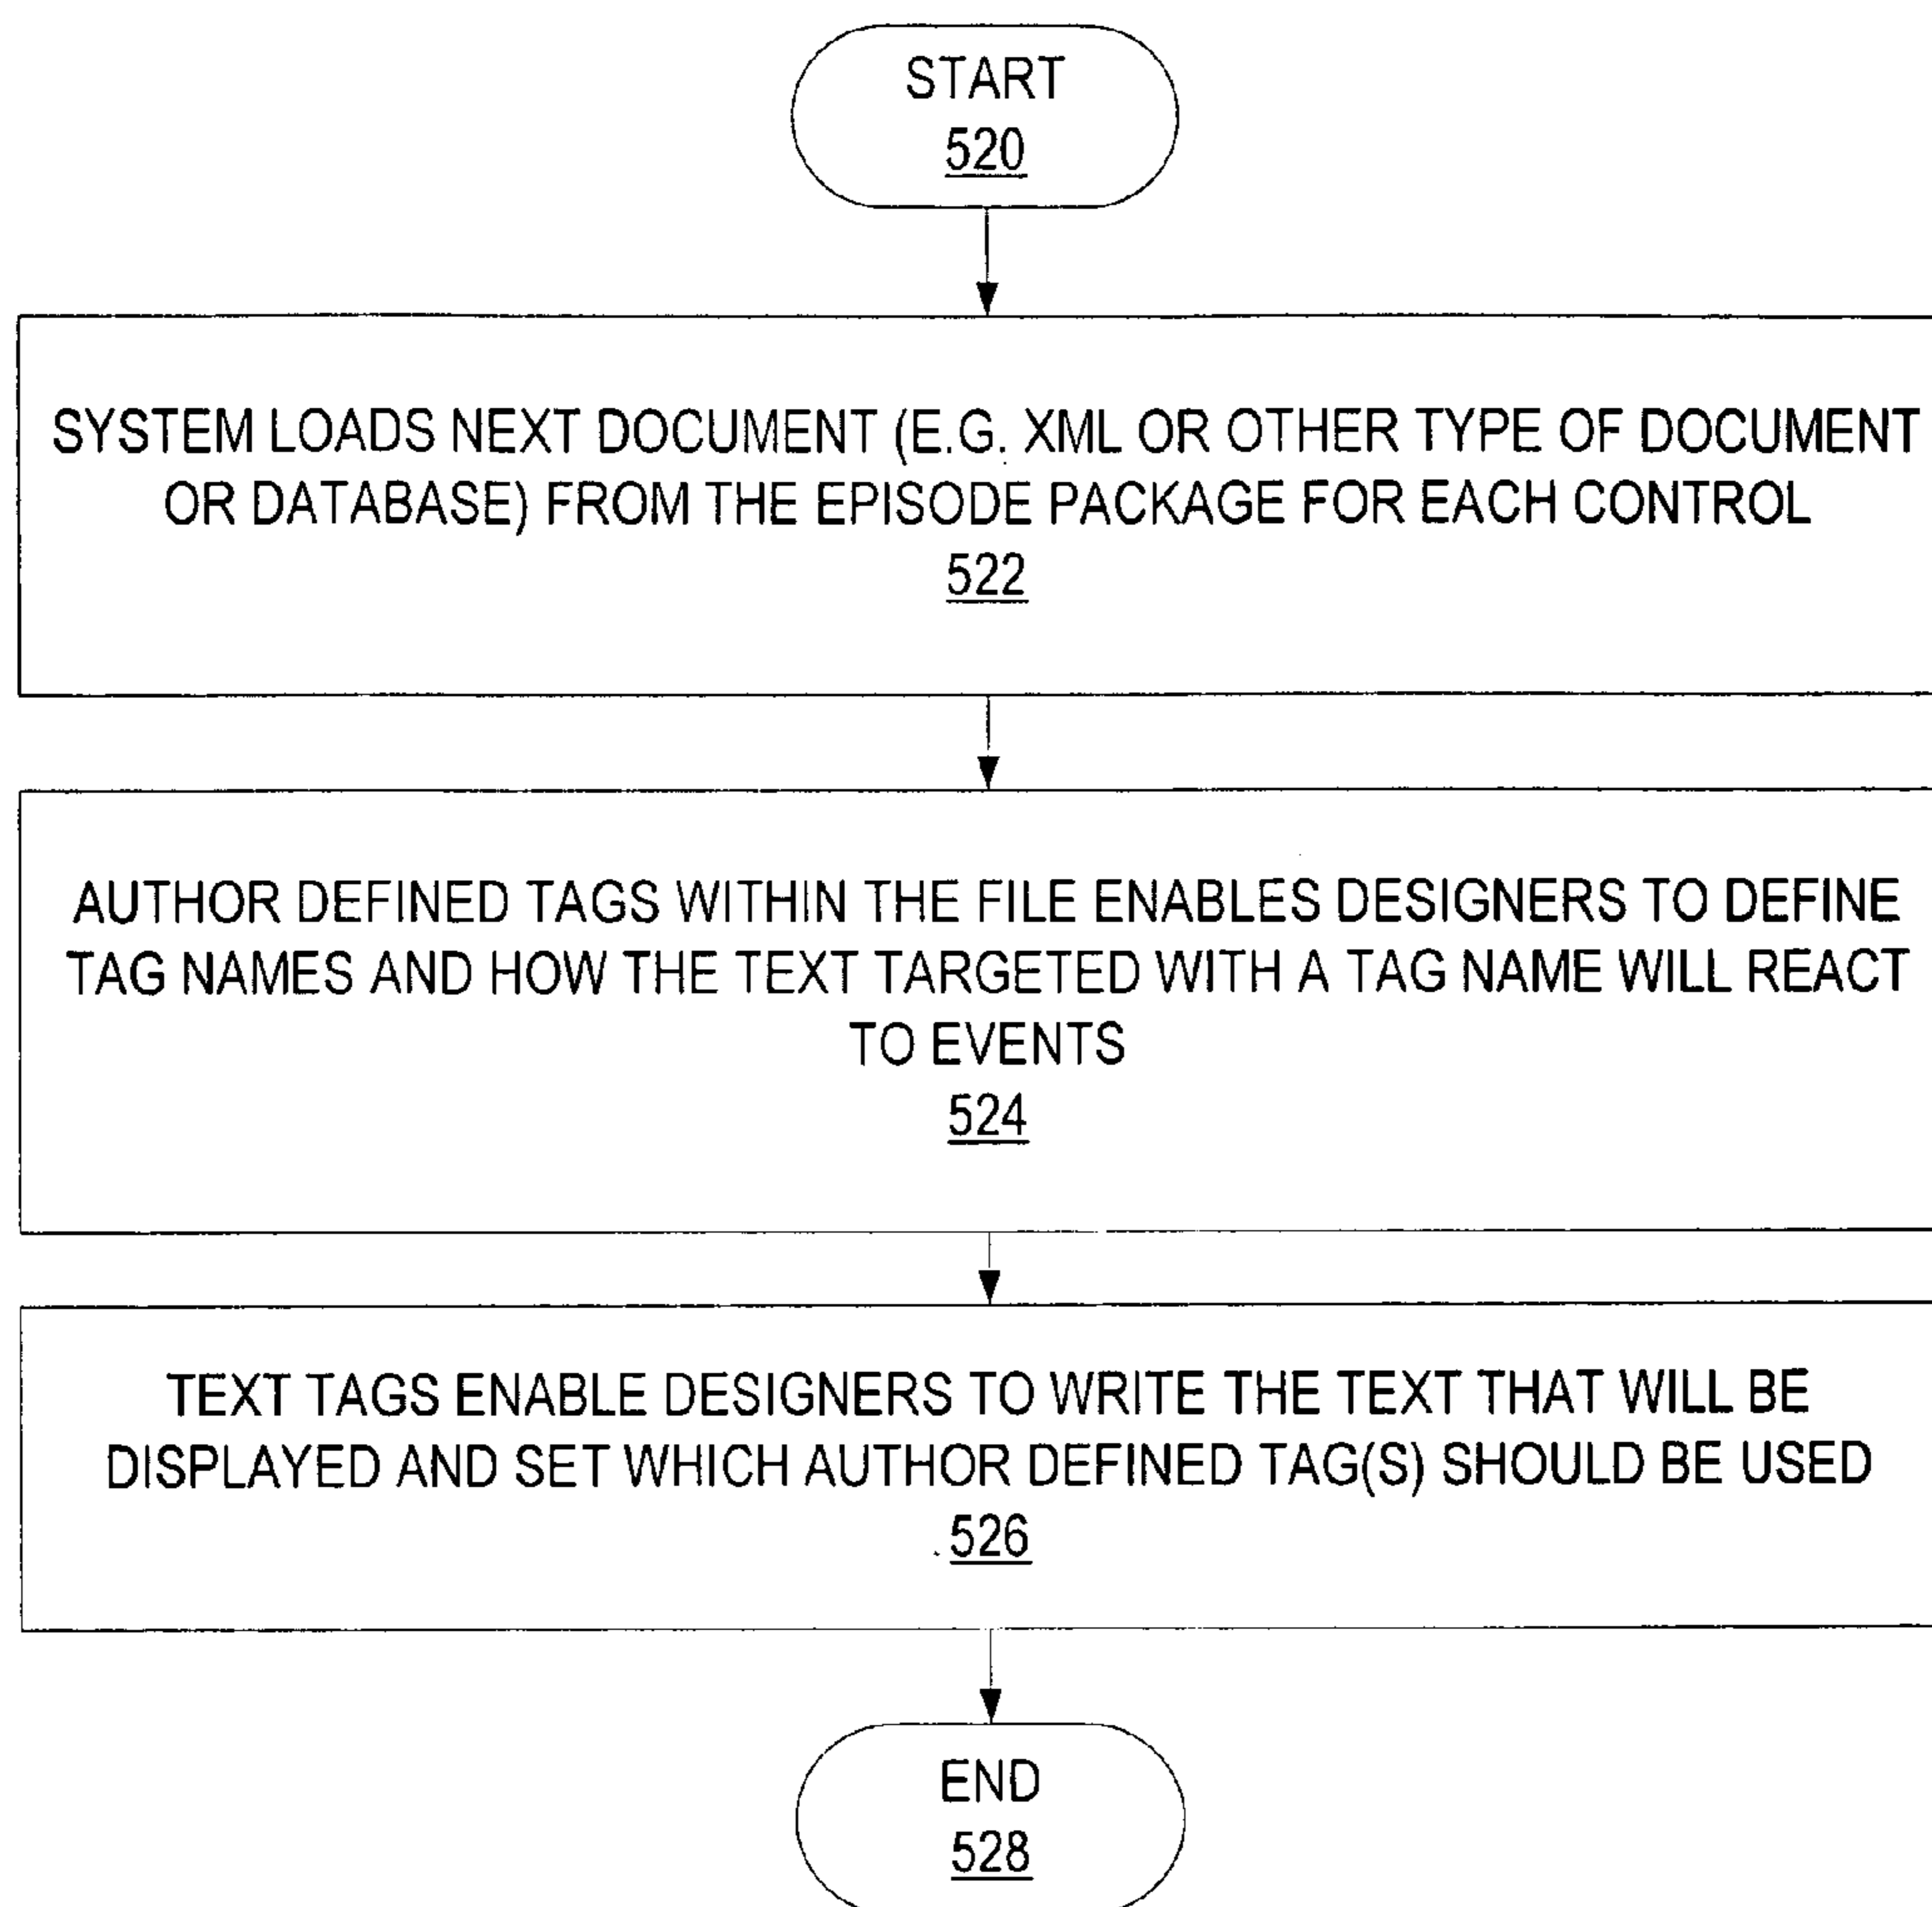 START
520
SYSTEM LOADS NEXT DOCUMENT (E.G. XML OR OTHER TYPE OF DOCUMENT
OR DATABASE) FROM THE EPISODE PACKAGE FOR EACH CONTROL
522
AUTHOR DEFINED TAGS WITHIN THE FILE ENABLES DESIGNERS TO DEFINE
TAG NAMES AND HOW THE TEXT TARGETED WITH A TAG NAME WILL REACT
TO EVENTS
524
TEXT TAGS ENABLE DESIGNERS TO WRITE THE TEXT THAT WILL BE
DISPLAYED AND SET WHICH AUTHOR DEFINED TAG(S) SHOULD BE USED
526
END
528